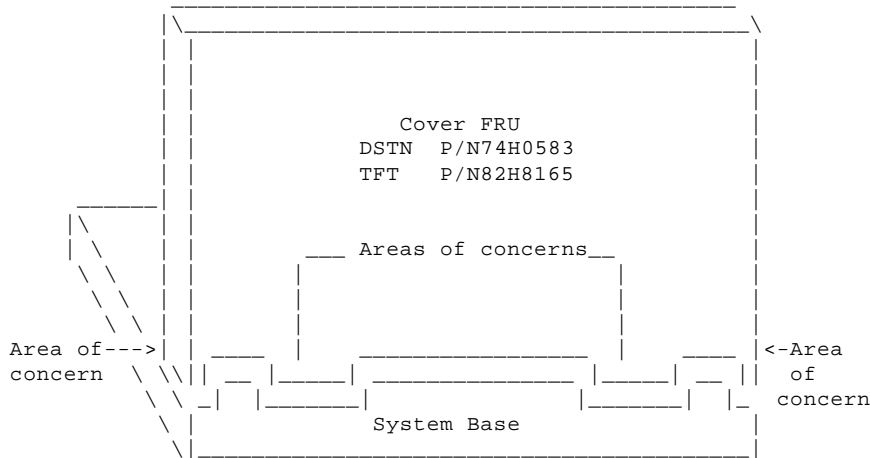 Cover FRU
DSTN P/N74H0583
TFT P/N82H8165
Areas of concerns
Area of---> <-Area
concern of
concern
System Base